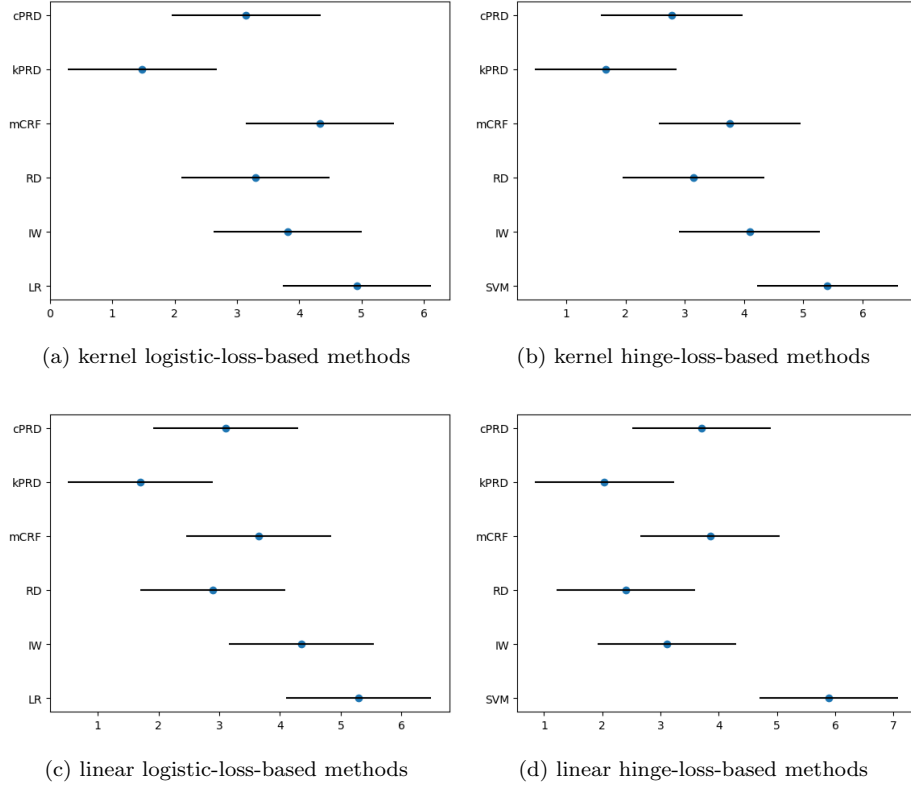 cPRD
kPRD
mCRF
RD
IW
LR
0 1 2 3 4 5 6
(a) kernel logistic-loss-based methods
cPRD
kPRD
mCRF
RD
IW
SVM
1 2 3 4 5 6
(b) kernel hinge-loss-based methods
cPRD
kPRD
mCRF
RD
IW
LR
1 2 3 4 5 6
(c) linear logistic-loss-based methods
cPRD
kPRD
mCRF
RD
IW
SVM
1 2 3 4 5 6 7
(d) linear hinge-loss-based methods